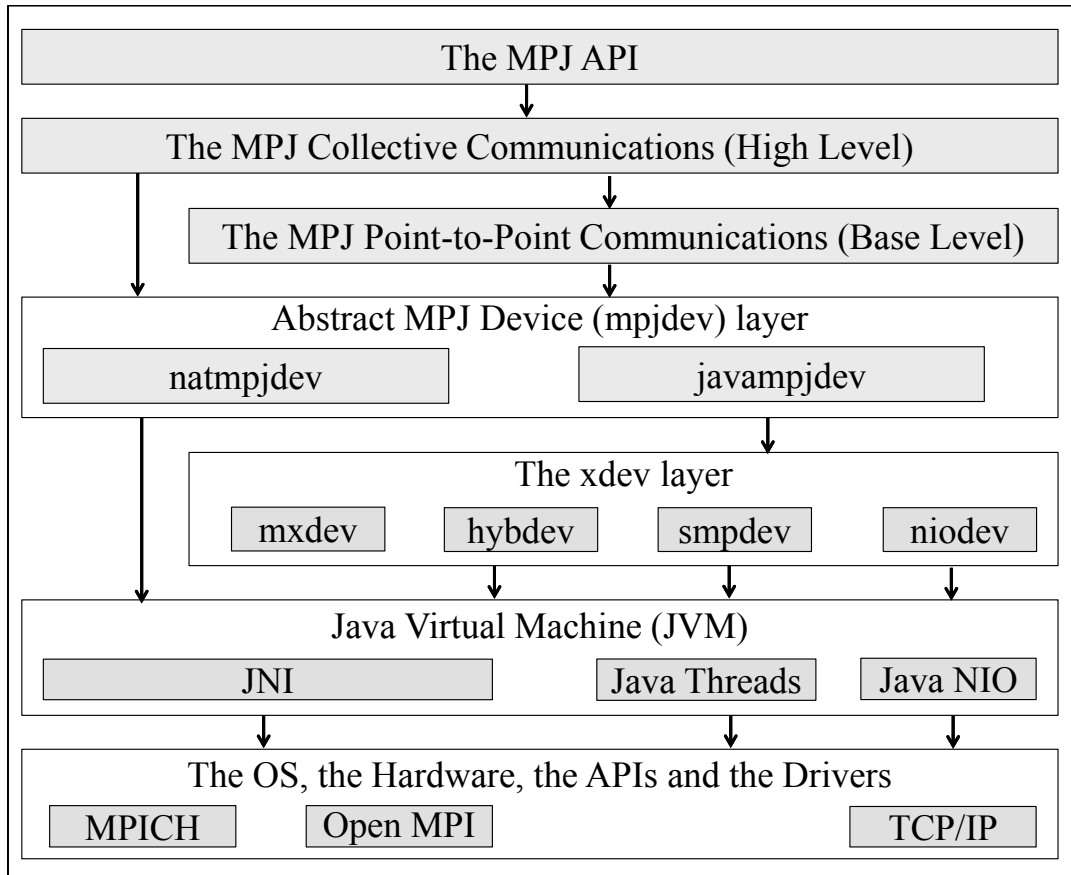 The MPJ API
The MPJ Collective Communications (High Level)
The MPJ Point-to-Point Communications (Base Level)
Abstract MPJ Device (mpjdev) layer
natmpjdev
javampjdev
The xdev layer
mxdev
hybdev
smpdev
niodev
Java Virtual Machine (JVM)
JNI
Java Threads
Java NIO
The OS, the Hardware, the APIs and the Drivers
MPICH
Open MPI
TCP/IP